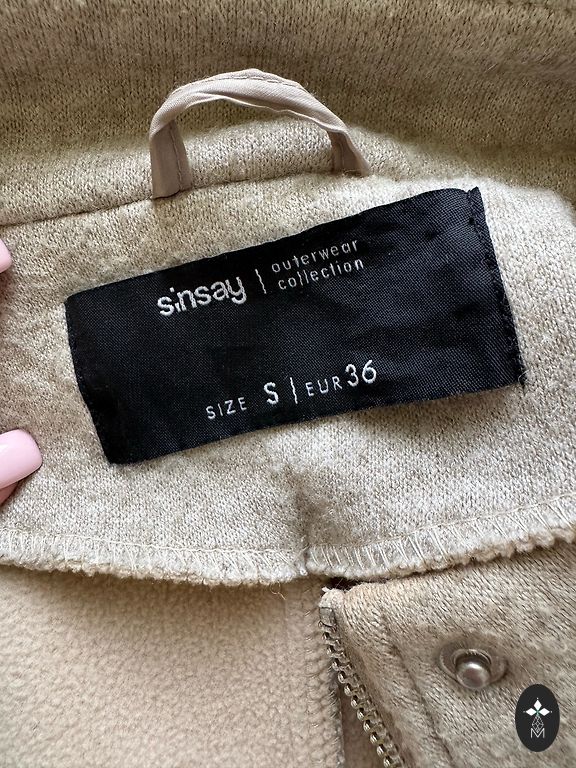 sinsay | outerwear
collection
SIZE S | EUR 36
M